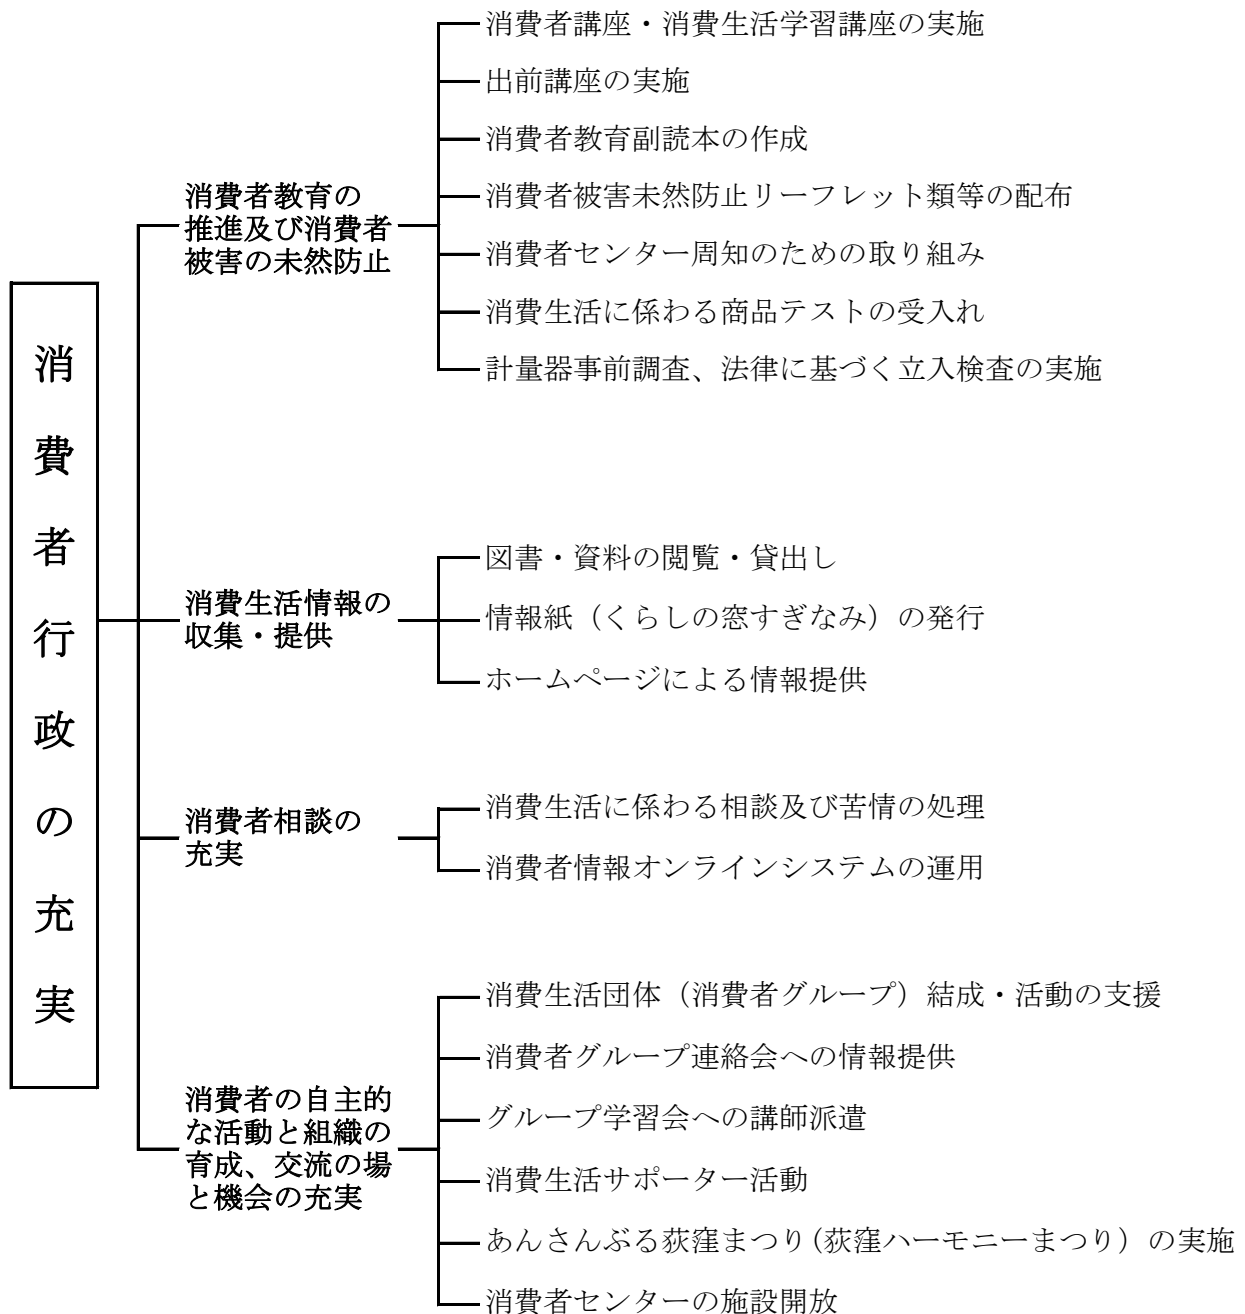 消費者行政の充実
消費者教育の
推進及び消費者
被害の未然防止
消費者講座・消費生活学習講座の実施
出前講座の実施
消費者教育副読本の作成
消費者被害未然防止リーフレット類等の配布
消費者センター周知のための取り組み
消費生活に係わる商品テストの受入れ
計量器事前調査、法律に基づく立入検査の実施
消費生活情報の
収集・提供
図書・資料の閲覧・貸出し
情報紙（くらしの窓すぎなみ）の発行
ホームページによる情報提供
消費者相談の
充実
消費生活に係わる相談及び苦情の処理
消費者情報オンラインシステムの運用
消費者の自主的
な活動と組織の
育成、交流の場
と機会の充実
消費生活団体（消費者グループ）結成・活動の支援
消費者グループ連絡会への情報提供
グループ学習会への講師派遣
消費生活サポーター活動
あんさんぶる荻窪まつり(荻窪ハーモニーまつり）の実施
消費者センターの施設開放